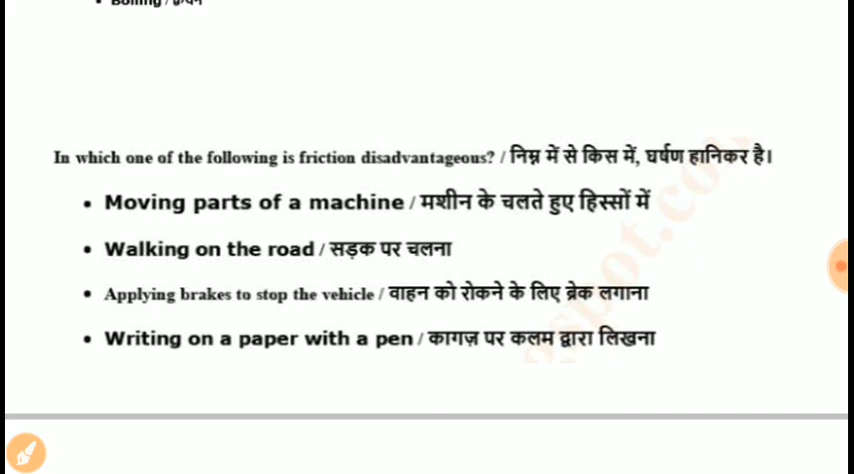 In which one of the following is friction disadvantageous? / निम्न में से किस में, घर्षण हानिकर है।
• Moving parts of a machine / मशीन के चलते हुए हिस्सों में
• Walking on the road / सड़क पर चलना
• Applying brakes to stop the vehicle / वाहन को रोकने के लिए ब्रेक लगाना
• Writing on a paper with a pen / कागज़ पर कलम द्वारा लिखना